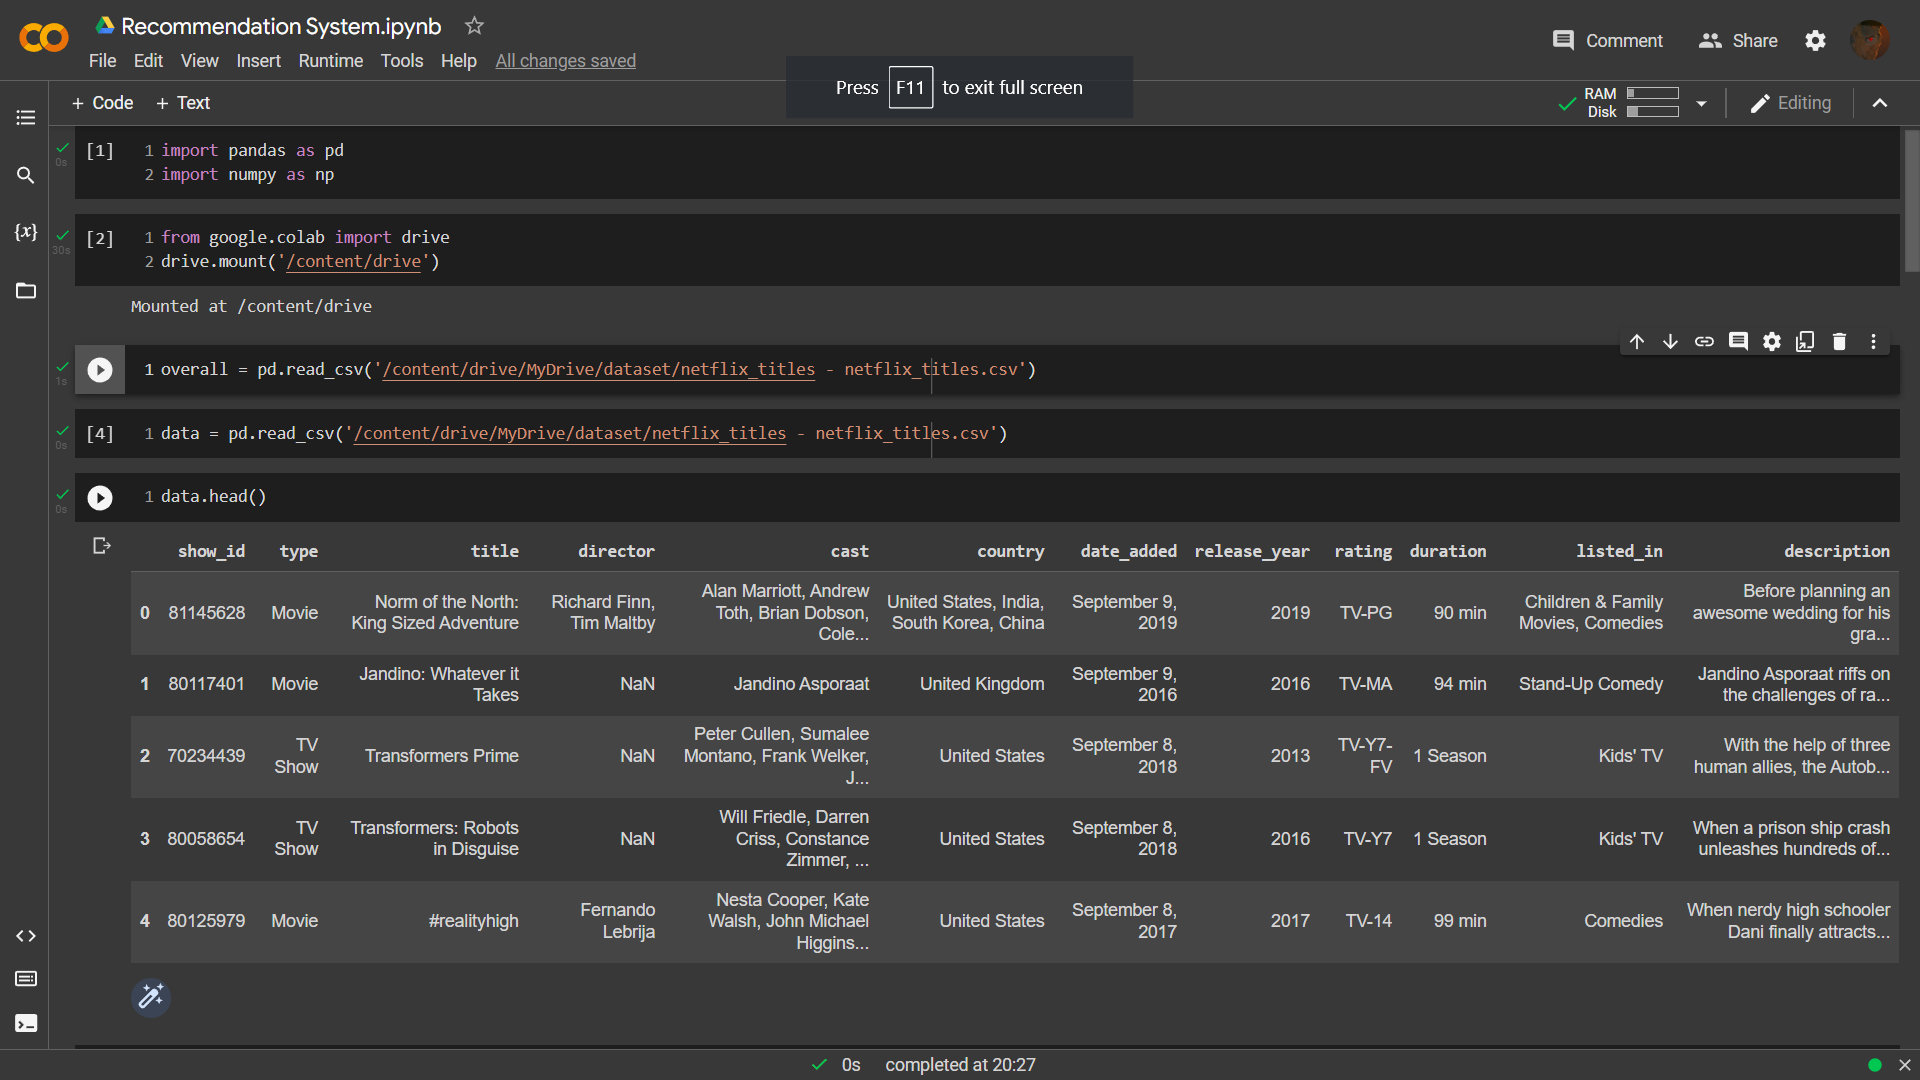 Recommendation System.ipynb
File Edit View Insert Runtime Tools Help All changes saved
Comment Share
Press F11 to exit full screen
+ Code + Text
RAM
Disk
Editing
[1] 1 import pandas as pd
2 import numpy as np
0s
[2] 1 from google.colab import drive
2 drive.mount('/content/drive')
30s
Mounted at /content/drive
1 overall = pd.read_csv('/content/drive/MyDrive/dataset/netflix_titles - netflix_titles.csv')
1s
[4] 1 data = pd.read_csv('/content/drive/MyDrive/dataset/netflix_titles - netflix_titles.csv')
0s
1 data.head()
0s
show_id type title director cast country date_added release_year rating duration listed_in description
0 81145628 Movie Norm of the North: King Sized Adventure Richard Finn, Tim Maltby Alan Marriott, Andrew Toth, Brian Dobson, Cole... United States, India, South Korea, China September 9, 2019 2019 TV-PG 90 min Children & Family Movies, Comedies Before planning an awesome wedding for his gra...
1 80117401 Movie Jandino: Whatever it Takes NaN Jandino Asporaat United Kingdom September 9, 2016 2016 TV-MA 94 min Stand-Up Comedy Jandino Asporaat riffs on the challenges of ra...
2 70234439 TV Show Transformers Prime NaN Peter Cullen, Sumalee Montano, Frank Welker, J... United States September 8, 2018 2013 TV-Y7-FV 1 Season Kids' TV With the help of three human allies, the Autob...
3 80058654 TV Show Transformers: Robots in Disguise NaN Will Friedle, Darren Criss, Constance Zimmer, ... United States September 8, 2018 2016 TV-Y7 1 Season Kids' TV When a prison ship crash unleashes hundreds of...
4 80125979 Movie #realityhigh Fernando Lebrija Nesta Cooper, Kate Walsh, John Michael Higgins... United States September 8, 2017 2017 TV-14 99 min Comedies When nerdy high schooler Dani finally attracts...
0s completed at 20:27